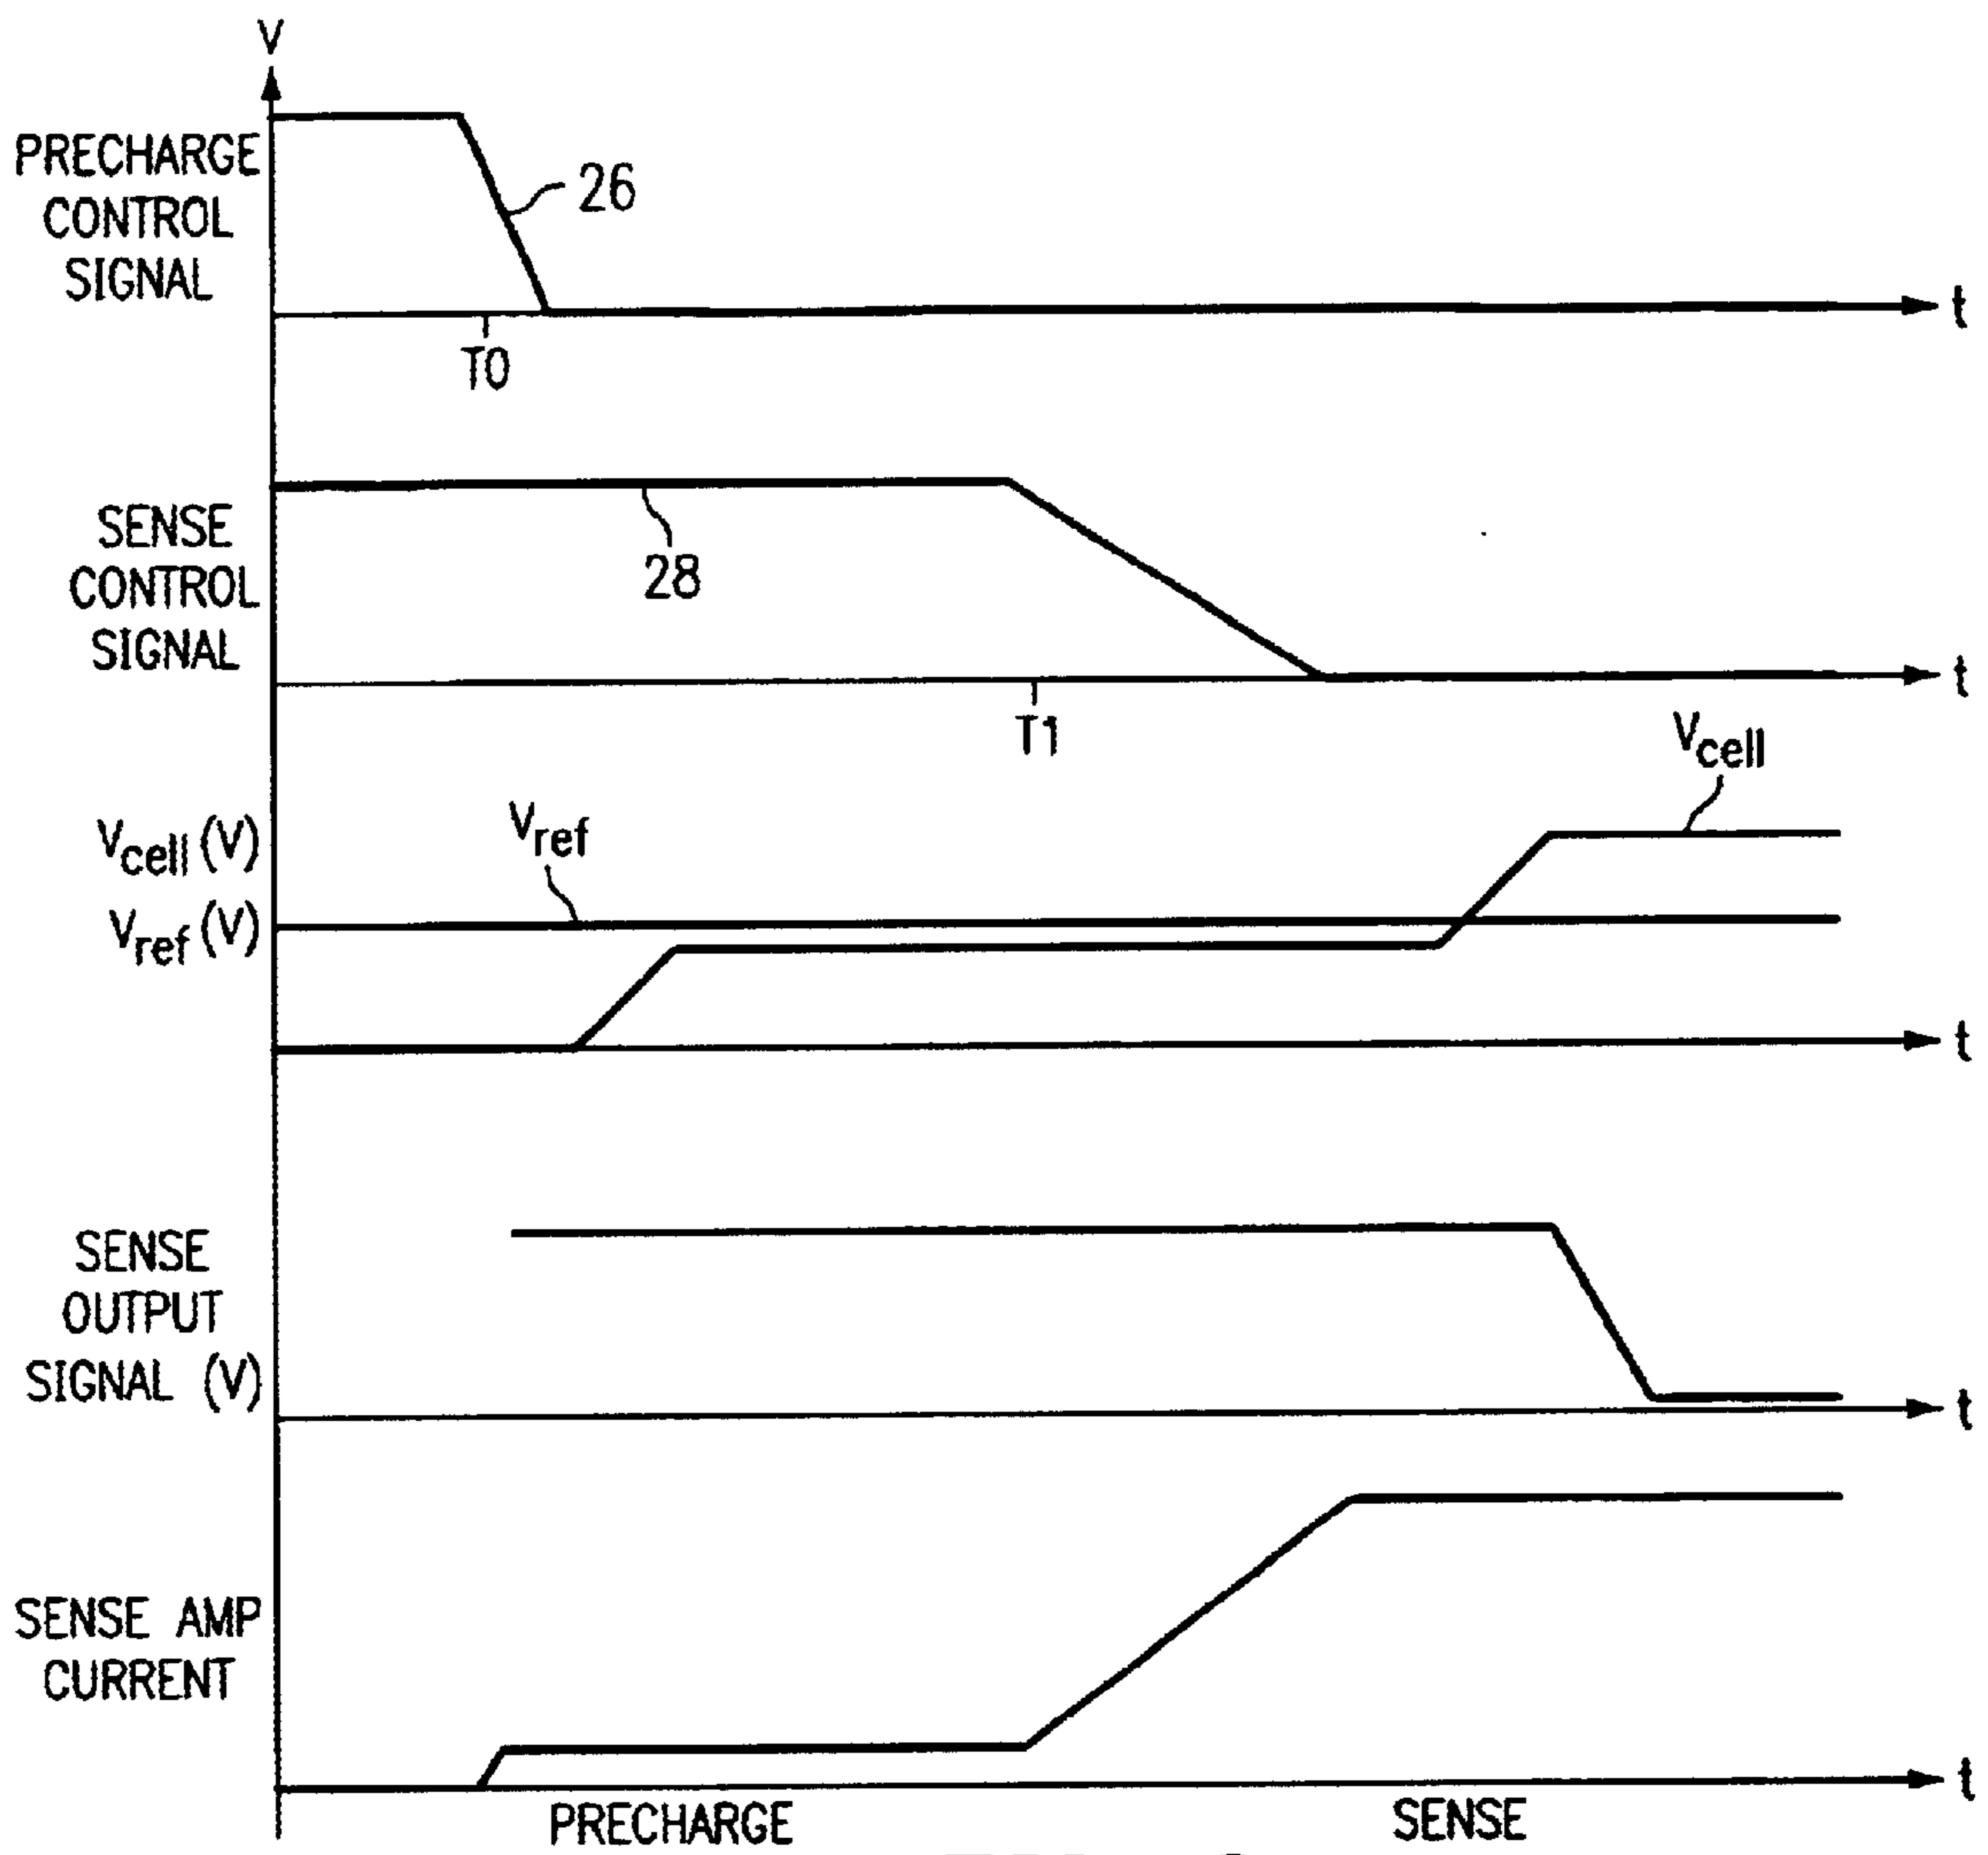 V
PRECHARGE
CONTROL
SIGNAL
26
t
T0
SENSE
CONTROL
SIGNAL
28
t
T1
Vcell
Vcell (V)
Vref
Vref (V)
t
SENSE
OUTPUT
SIGNAL (V)
t
SENSE AMP
CURRENT
t
PRECHARGE
SENSE